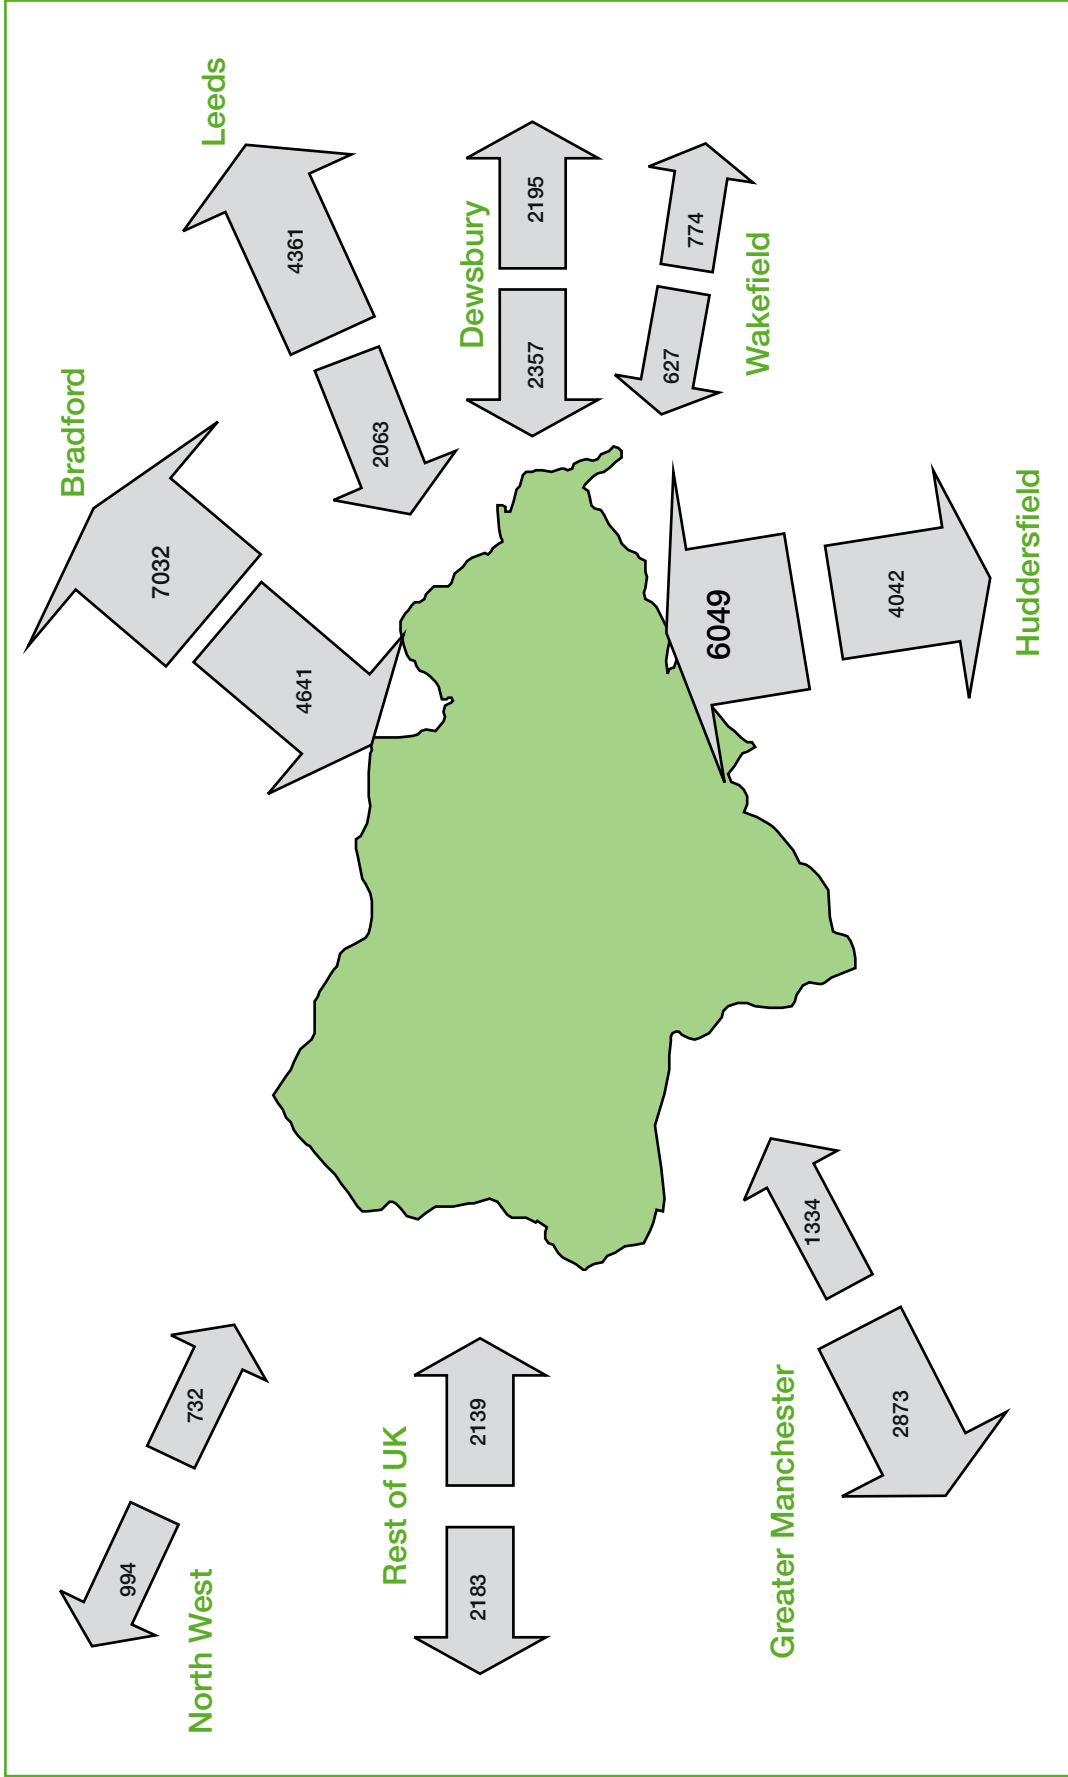 Bradford
Leeds
7032
4361
4641
2063
North West
994
732
Dewsbury
2357
2195
Rest of UK
2183
2139
627
774
Wakefield
6049
4042
Huddersfield
1334
2873
Greater Manchester